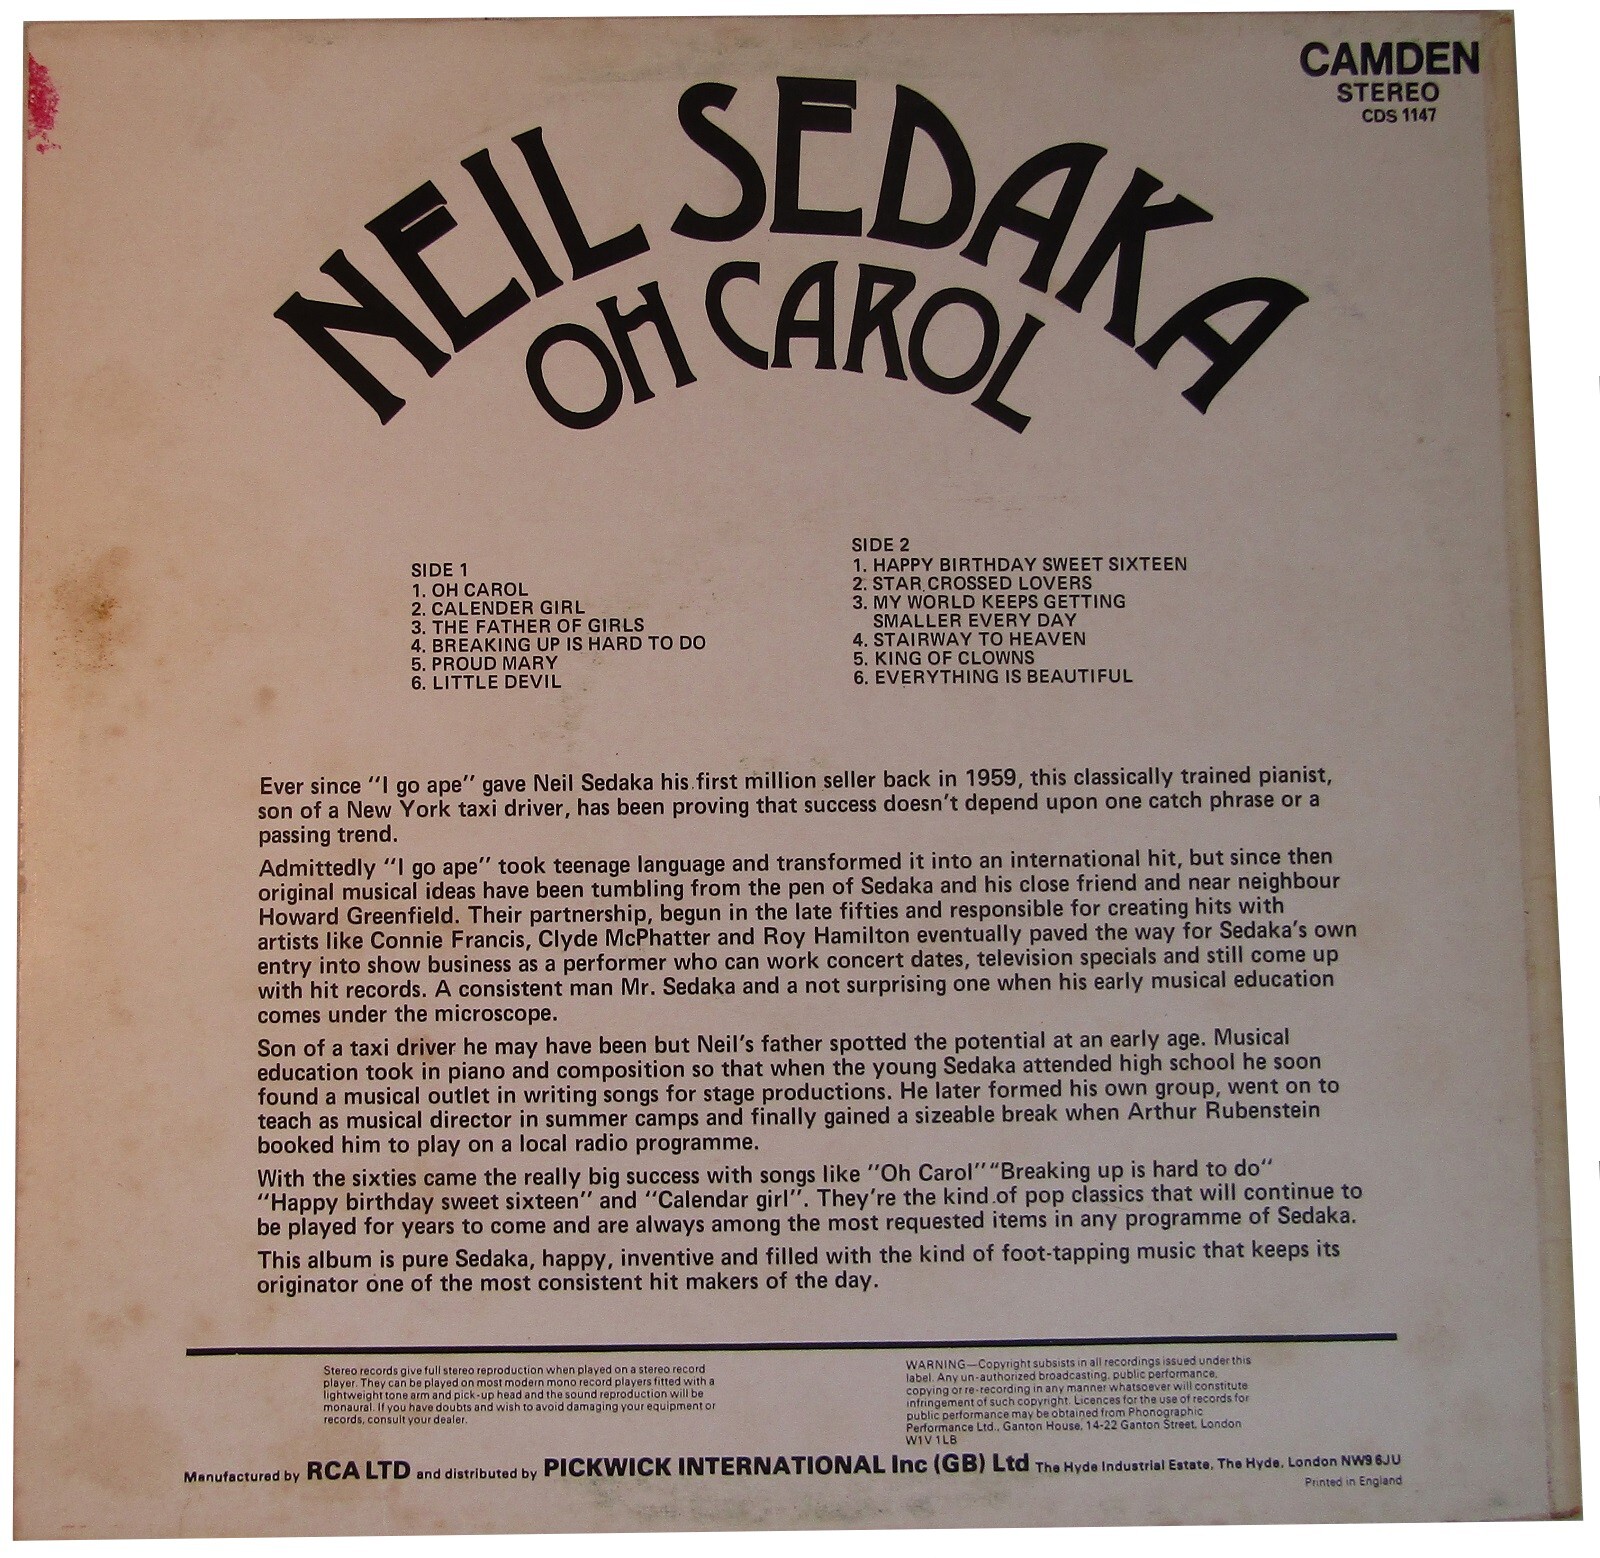 CAMDEN
STEREO
CDS 1147
NEIL SEDAKA
OH CAROL
SIDE 1
1. OH CAROL
2. CALENDER GIRL
3. THE FATHER OF GIRLS
4. BREAKING UP IS HARD TO DO
5. PROUD MARY
6. LITTLE DEVIL
SIDE 2
1. HAPPY BIRTHDAY SWEET SIXTEEN
2. STAR CROSSED LOVERS
3. MY WORLD KEEPS GETTING
SMALLER EVERY DAY
4. STAIRWAY TO HEAVEN
5. KING OF CLOWNS
6. EVERYTHING IS BEAUTIFUL
Ever since "I go ape" gave Neil Sedaka his first million seller back in 1959, this classically trained pianist,
son of a New York taxi driver, has been proving that success doesn't depend upon one catch phrase or a
passing trend.
Admittedly "I go ape" took teenage language and transformed it into an international hit, but since then
original musical ideas have been tumbling from the pen of Sedaka and his close friend and near neighbour
Howard Greenfield. Their partnership, begun in the late fifties and responsible for creating hits with
artists like Connie Francis, Clyde McPhatter and Roy Hamilton eventually paved the way for Sedaka's own
entry into show business as a performer who can work concert dates, television specials and still come up
with hit records. A consistent man Mr. Sedaka and a not surprising one when his early musical education
comes under the microscope.
Son of a taxi driver he may have been but Neil's father spotted the potential at an early age. Musical
education took in piano and composition so that when the young Sedaka attended high school he soon
found a musical outlet in writing songs for stage productions. He later formed his own group, went on to
teach as musical director in summer camps and finally gained a sizeable break when Arthur Rubenstein
booked him to play on a local radio programme.
With the sixties came the really big success with songs like "Oh Carol" "Breaking up is hard to do"
"Happy birthday sweet sixteen" and "Calendar girl". They're the kind of pop classics that will continue to
be played for years to come and are always among the most requested items in any programme of Sedaka.
This album is pure Sedaka, happy, inventive and filled with the kind of foot-tapping music that keeps its
originator one of the most consistent hit makers of the day.
Stereo records give full stereo reproduction when played on a stereo record
player. They can be played on most modern mono record players fitted with a
lightweight tone arm and pick-up head and the sound reproduction will be
monaural. If you have doubts and wish to avoid damaging your equipment or
records, consult your dealer.
WARNING—Copyright subsists in all recordings issued under this
label. Any un-authorized broadcasting, public performance,
copying or re-recording in any manner whatsoever will constitute
infringement of such copyright. Licences for the use of records for
public performance may be obtained from Phonographic
Performance Ltd., Ganton House, 14-22 Ganton Street, London
W1V 1LB
Manufactured by RCA LTD and distributed by PICKWICK INTERNATIONAL Inc (GB) Ltd The Hyde Industrial Estate, The Hyde, London NW9 6JU
Printed in England